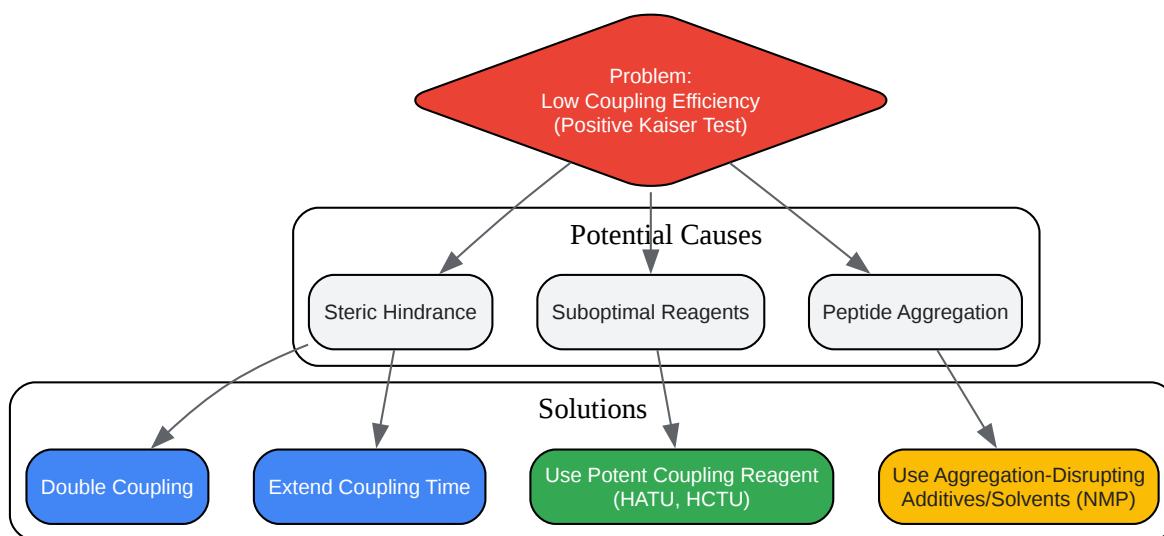 Problem:
Low Coupling Efficiency
(Positive Kaiser Test)
Potential Causes
Steric Hindrance
Suboptimal Reagents
Peptide Aggregation
Solutions
Double Coupling
Extend Coupling Time
Use Potent Coupling Reagent
(HATU, HCTU)
Use Aggregation-Disrupting
Additives/Solvents (NMP)